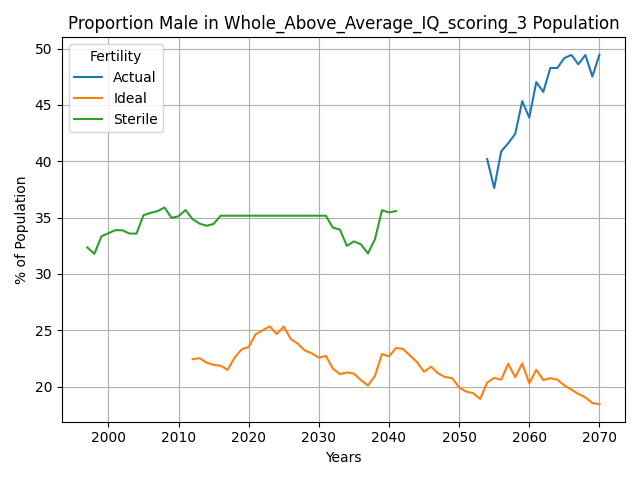 Proportion Male in Whole_Above_Average_IQ_scoring_3 Population
Fertility
Actual
Ideal
Sterile
% of Population
50
45
40
35
30
25
20
2000 2010 2020 2030 2040 2050 2060 2070
Years